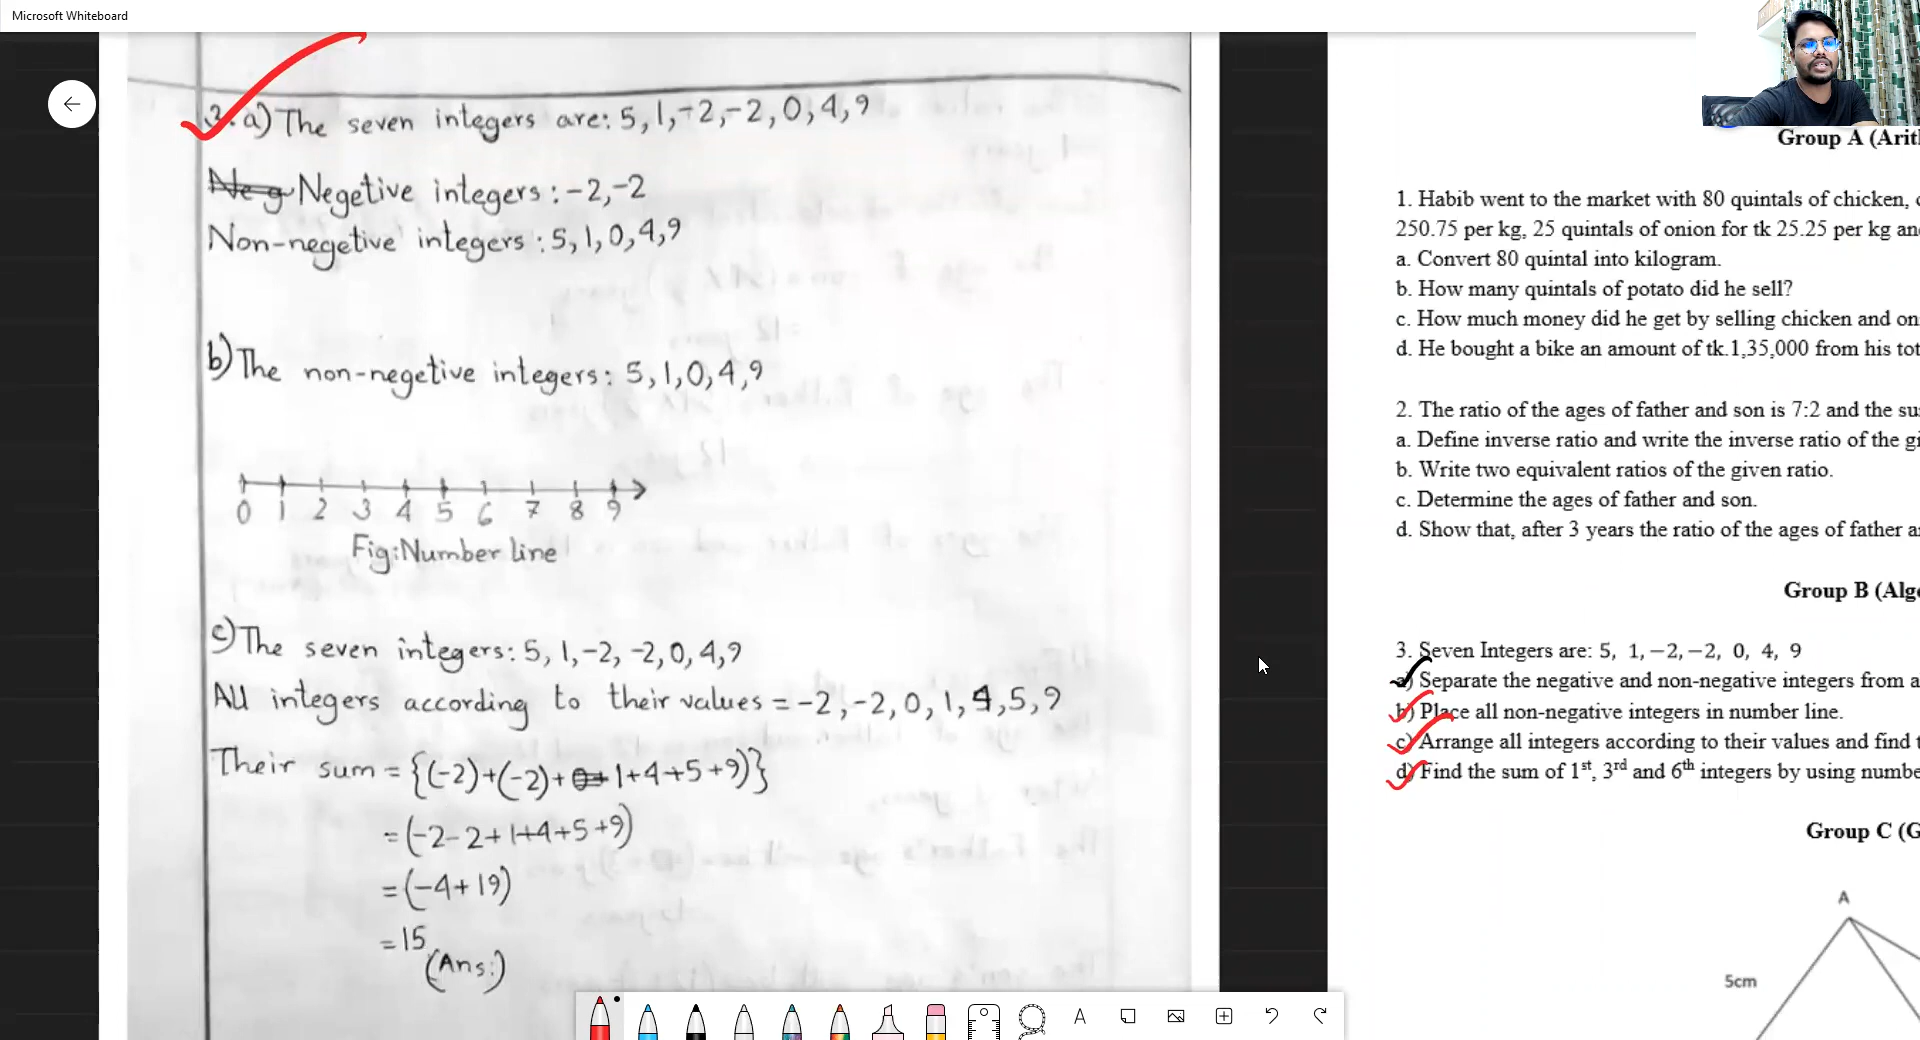 Microsoft Whiteboard
3. a) The seven integers are: 5, 1, -2, -2, 0, 4, 9
Negetive integers : -2, -2
Non-negetive integers : 5, 1, 0, 4, 9
b) The non-negetive integers: 5, 1, 0, 4, 9
0 1 2 3 4 5 6 7 8 9
Fig: Number line
c) The seven integers: 5, 1, -2, -2, 0, 4, 9
All integers according to their values = -2, -2, 0, 1, 4, 5, 9
Their sum = {(-2)+(-2)+ 1+4+5+9)}
= (-2-2+1+4+5+9)
= (-4+19)
= 15
(Ans:)
Group A (Arit
1. Habib went to the market with 80 quintals of chicken,
250.75 per kg, 25 quintals of onion for tk 25.25 per kg an
a. Convert 80 quintal into kilogram.
b. How many quintals of potato did he sell?
c. How much money did he get by selling chicken and on
d. He bought a bike an amount of tk.1,35,000 from his tot
2. The ratio of the ages of father and son is 7:2 and the su
a. Define inverse ratio and write the inverse ratio of the gi
b. Write two equivalent ratios of the given ratio.
c. Determine the ages of father and son.
d. Show that, after 3 years the ratio of the ages of father a
Group B (Alge
3. Seven Integers are: 5, 1, −2, −2, 0, 4, 9
a) Separate the negative and non-negative integers from a
b) Place all non-negative integers in number line.
c) Arrange all integers according to their values and find t
d) Find the sum of 1st, 3rd and 6th integers by using numbe
Group C (G
A
5cm
A